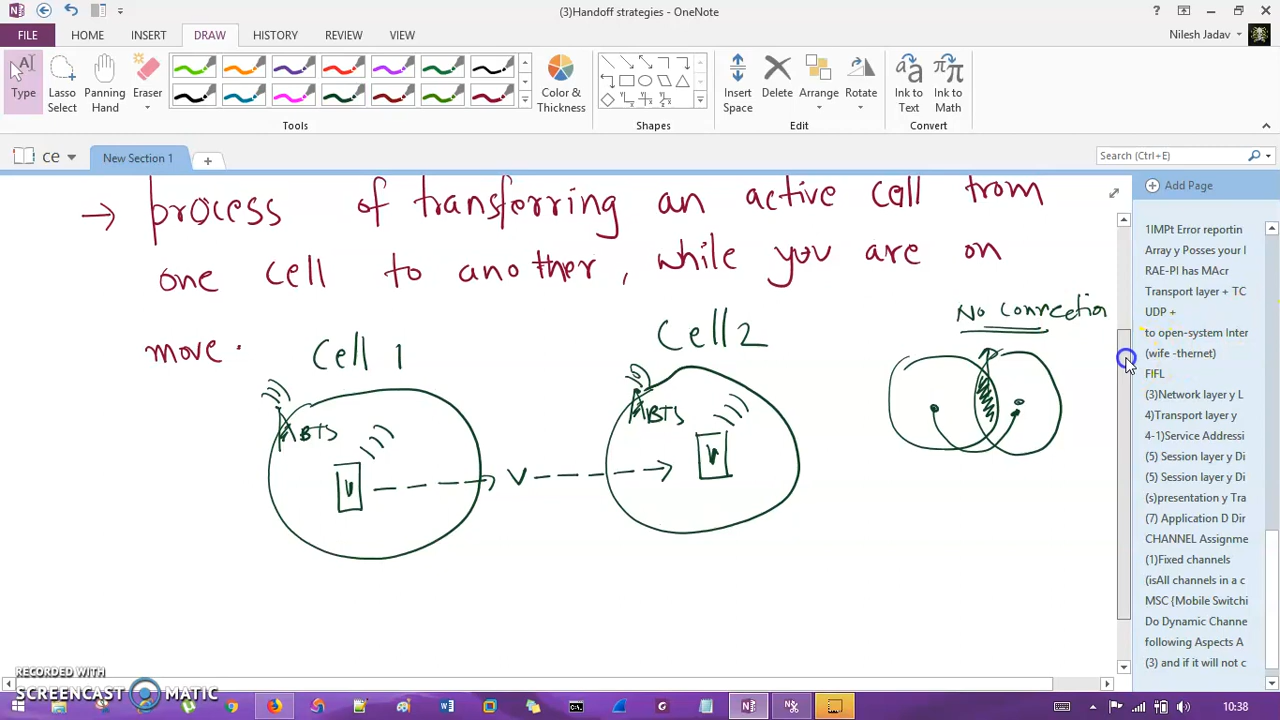 (3)Handoff strategies - OneNote
FILE
HOME
INSERT
DRAW
HISTORY
REVIEW
VIEW
Nilesh Jadav
Type
Lasso Select
Panning Hand
Eraser
Color & Thickness
Insert Space
Delete
Arrange
Rotate
Ink to Text
Ink to Math
Tools
Shapes
Edit
Convert
ce
New Section 1
Search (Ctrl+E)
Add Page
→ process of transferring an active cell from
one cell to another, while you are on
move.
Cell 1
Cell 2
No connection
BTS
BTS
V
V
V
1IMPt Error reportin
Array y Posses your l
RAE-PI has MAcr
Transport layer + TC
UDP +
to open-system Inter
(wife -thernet)
FIFL
(3)Network layer y L
4)Transport layer y
4-1)Service Addressi
(5) Session layer y Di
(5) Session layer y Di
(s)presentation y Tra
(7) Application D Dir
CHANNEL Assignme
(1)Fixed channels
(isAll channels in a c
MSC {Mobile Switchi
Do Dynamic Channe
following Aspects A
(3) and if it will not c
RECORDED WITH
SCREENCAST MATIC
10:38